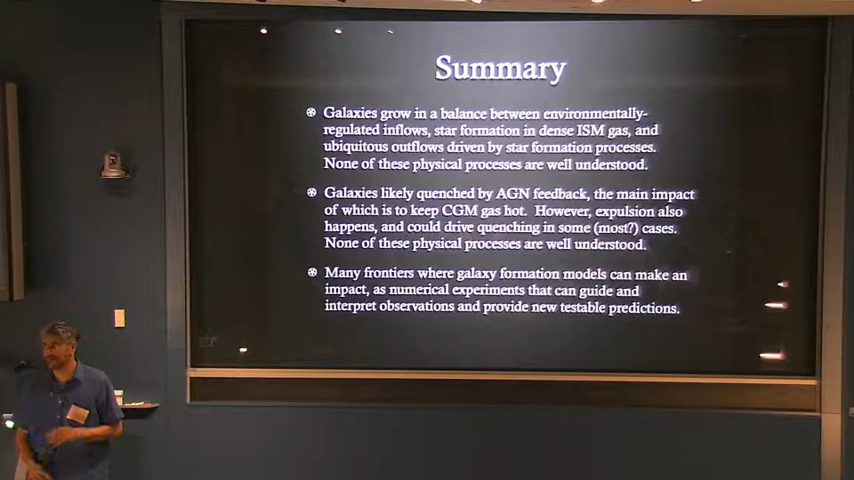 Summary
Galaxies grow in a balance between environmentally-
regulated inflows, star formation in dense ISM gas, and
ubiquitous outflows driven by star formation processes.
None of these physical processes are well understood.
Galaxies likely quenched by AGN feedback, the main impact
of which is to keep CGM gas hot. However, expulsion also
happens, and could drive quenching in some (most?) cases.
None of these physical processes are well understood.
Many frontiers where galaxy formation models can make an
impact, as numerical experiments that can guide and
interpret observations and provide new testable predictions.